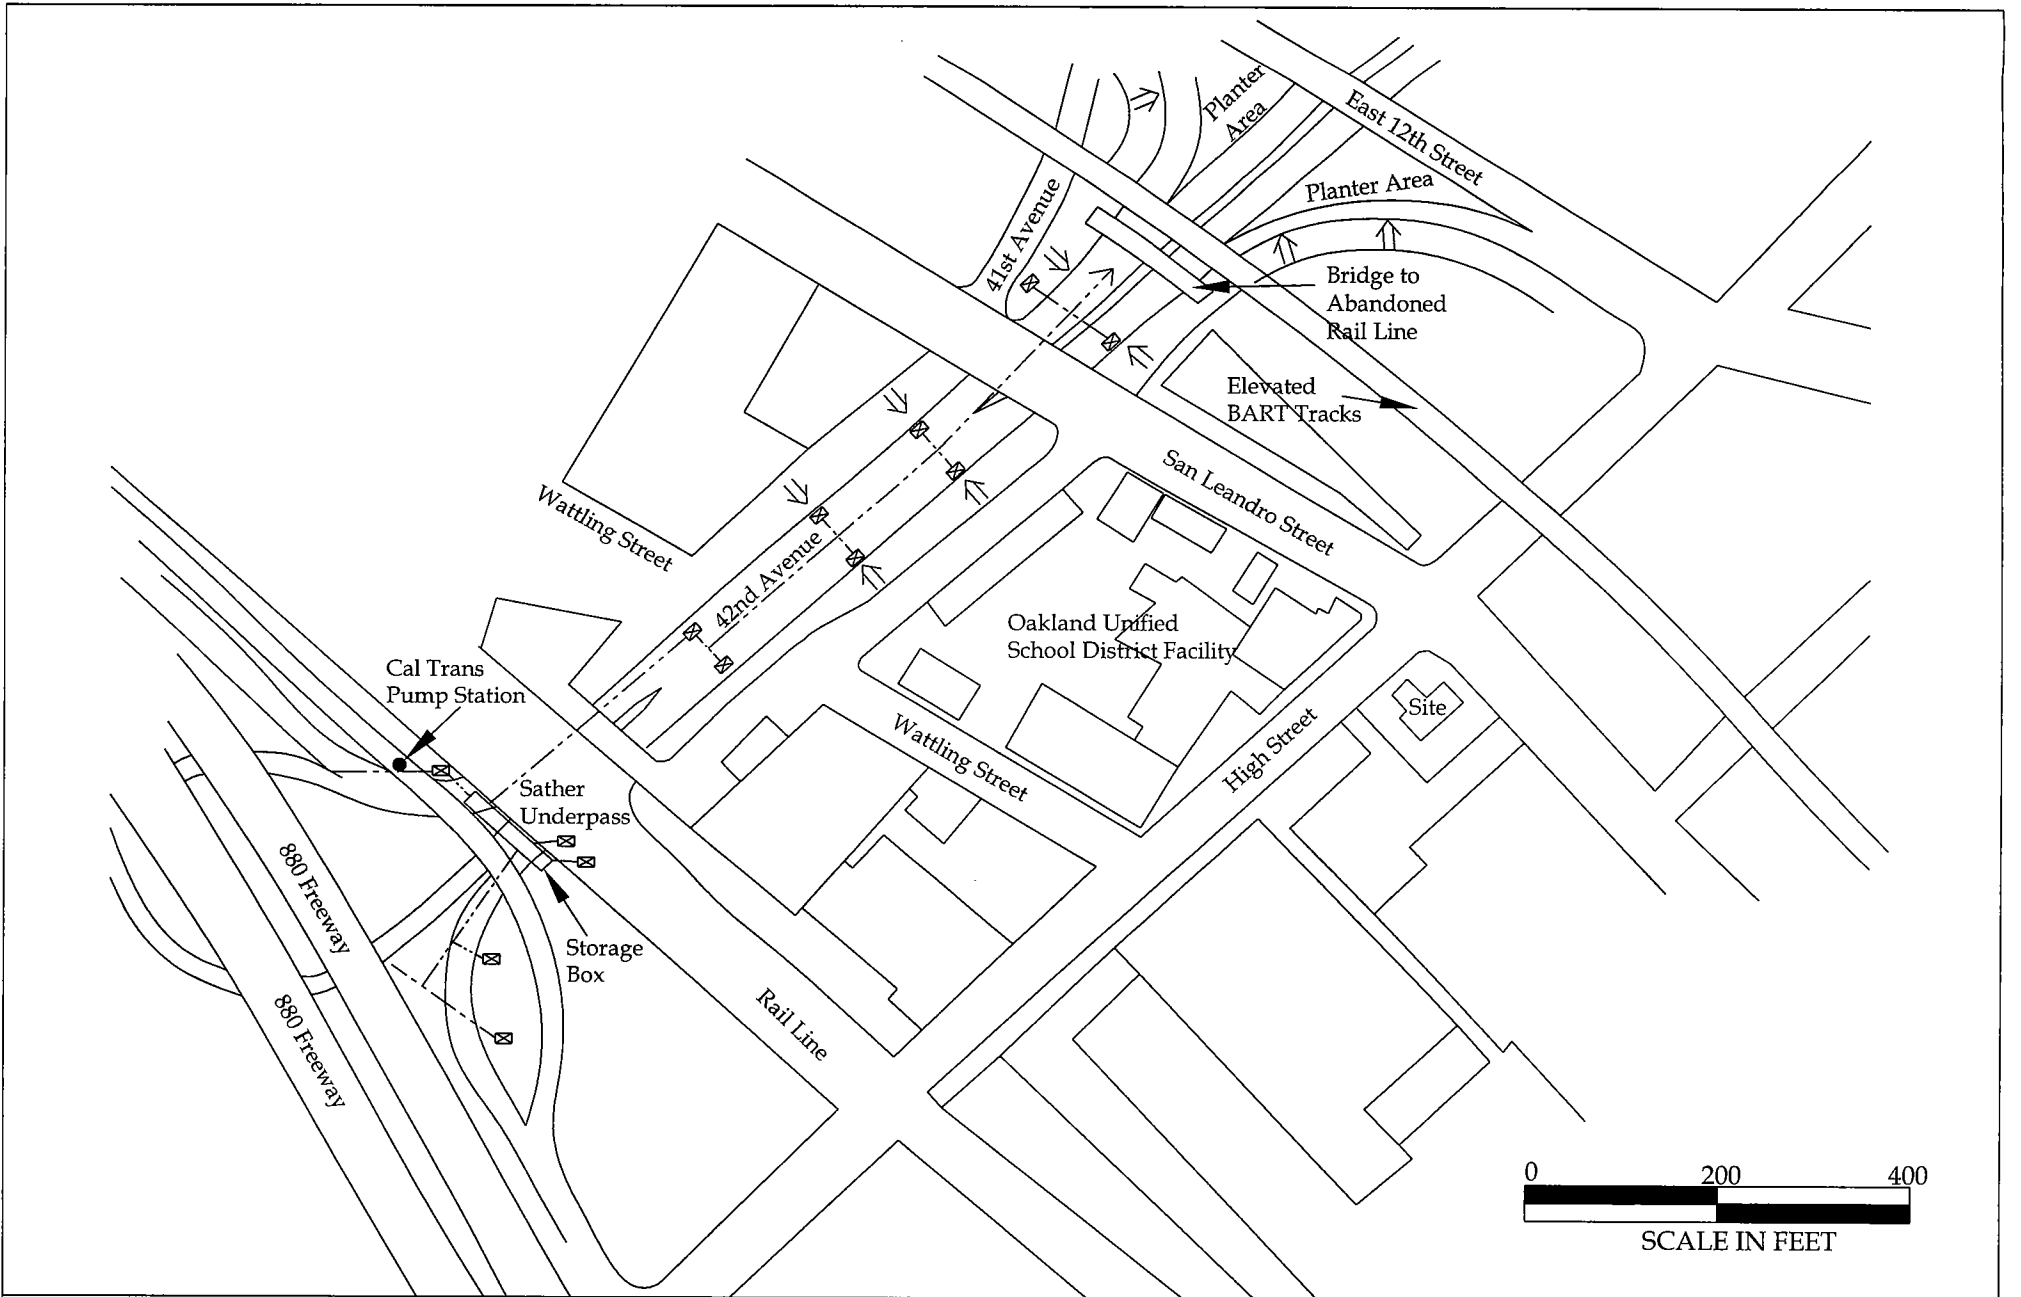 Planter
Area
East 12th Street
Planter Area
41st Avenue
Bridge to
Abandoned
Rail Line
Elevated
BART Tracks
San Leandro Street
Wattling Street
42nd Avenue
Oakland Unified
School District Facility
Cal Trans
Pump Station
Site
Wattling Street
High Street
Sather
Underpass
880 Freeway
Storage
Box
880 Freeway
Rail Line
0 200 400
SCALE IN FEET